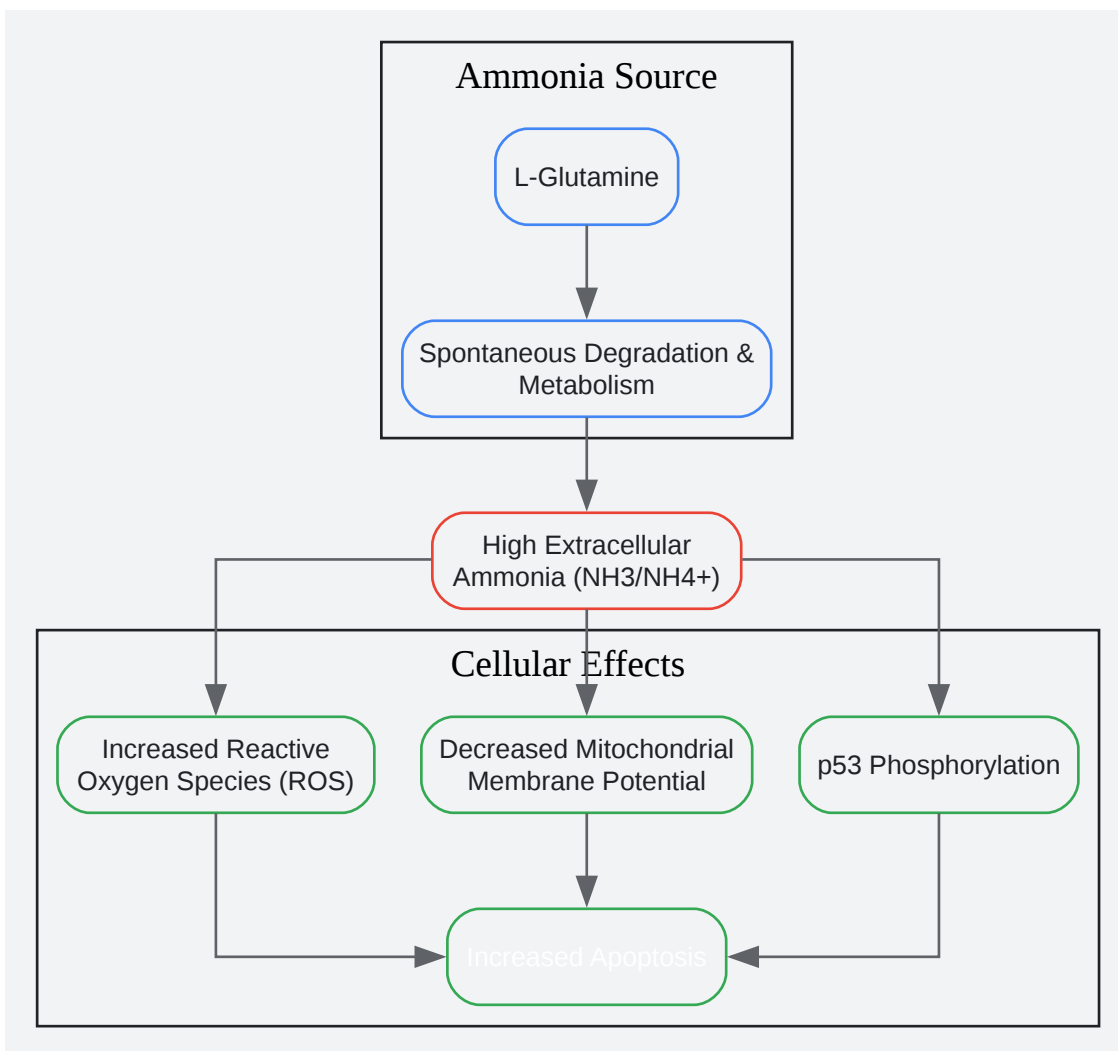 Ammonia Source
L-Glutamine
Spontaneous Degradation &
Metabolism
High Extracellular
Ammonia (NH3/NH4+)
Cellular Effects
Increased Reactive
Oxygen Species (ROS)
Decreased Mitochondrial
Membrane Potential
p53 Phosphorylation
Increased Apoptosis